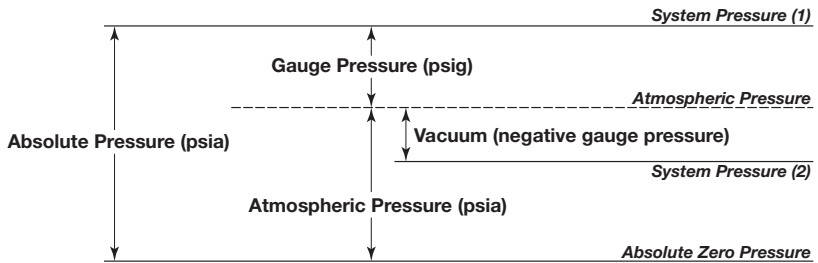 System Pressure (1)
Gauge Pressure (psig)
Atmospheric Pressure
Absolute Pressure (psia)
Vacuum (negative gauge pressure)
System Pressure (2)
Atmospheric Pressure (psia)
Absolute Zero Pressure